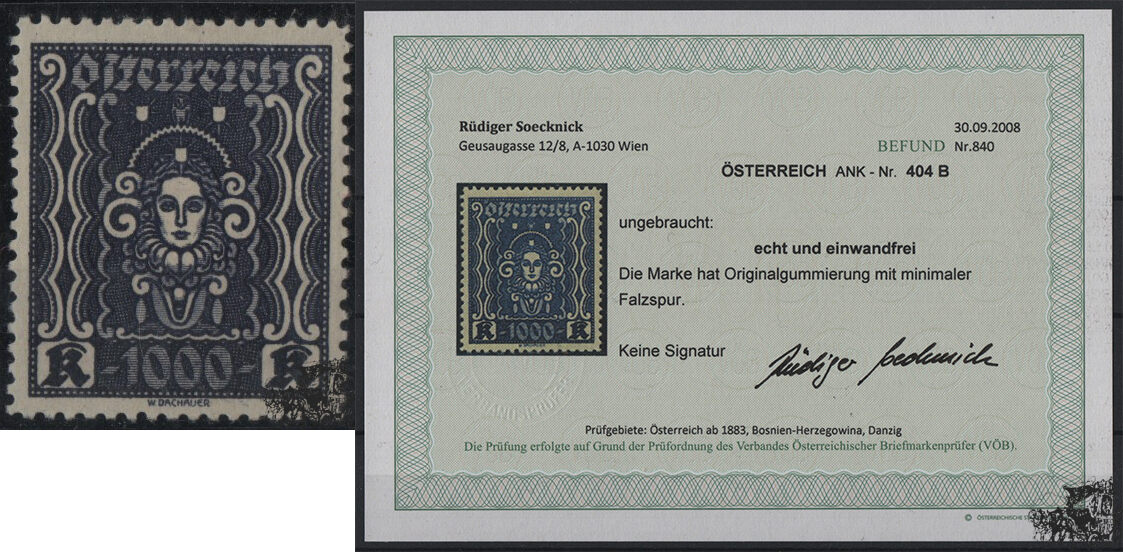 Österreich
K -1000- K
W.DACHAUER
Rüdiger Soecknick
30.09.2008
Geusaugasse 12/8, A-1030 Wien
BEFUND Nr.840
ÖSTERREICH ANK - Nr. 404 B
Österreich
K -1000- K
ungebraucht:
echt und einwandfrei
Die Marke hat Originalgummierung mit minimaler
Falzspur.
Keine Signatur
Rüdiger Soecknick
Prüfgebiete: Österreich ab 1883, Bosnien-Herzegowina, Danzig
Die Prüfung erfolgte auf Grund der Prüfordnung des Verbandes Österreichischer Briefmarkenprüfer (VÖB).
© ÖSTERREICHISCHE